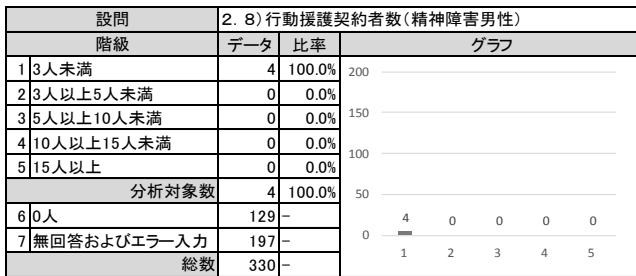 設問 2. 8)行動援護契約者数(精神障害男性)
階級 データ 比率 グラフ
1 3人未満 4 100.0%
2 3人以上5人未満 0 0.0%
3 5人以上10人未満 0 0.0%
4 10人以上15人未満 0 0.0%
5 15人以上 0 0.0%
分析対象数 4 100.0%
6 0人 129 -
7 無回答およびエラー入力 197 -
総数 330 -
200
150
100
50
0
4 0 0 0 0
1 2 3 4 5